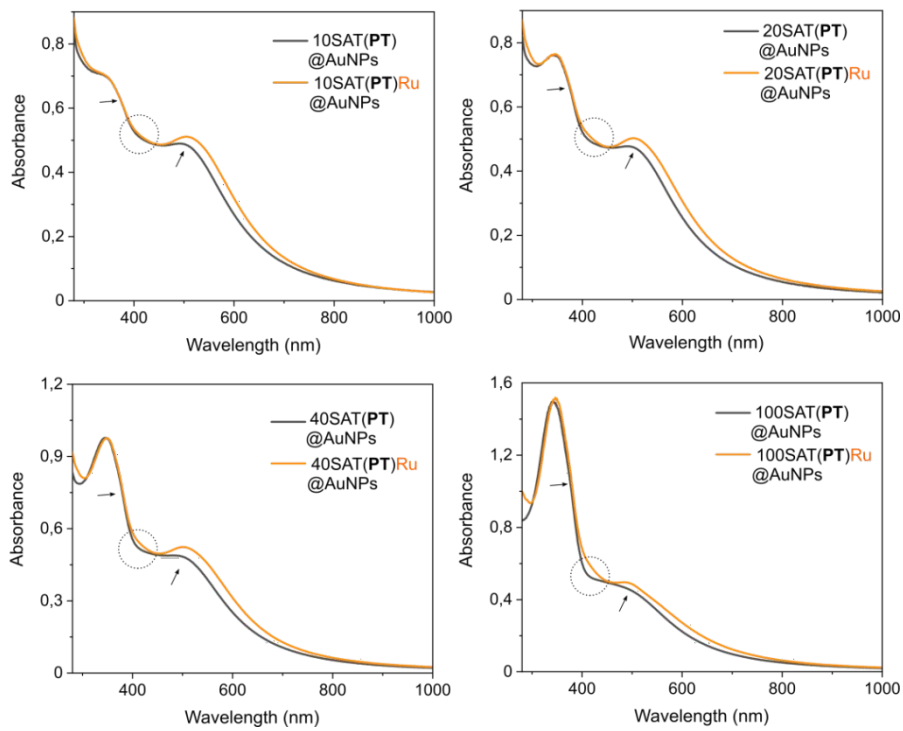 0,8
0,6
0,4
0,2
0
Absorbance
400
600
800
1000
Wavelength (nm)
10SAT(PT)
@AuNPs
10SAT(PT)Ru
@AuNPs
0,8
0,6
0,4
0,2
0
Absorbance
400
600
800
1000
Wavelength (nm)
20SAT(PT)
@AuNPs
20SAT(PT)Ru
@AuNPs
1,2
0,9
0,6
0,3
0
Absorbance
400
600
800
1000
Wavelength (nm)
40SAT(PT)
@AuNPs
40SAT(PT)Ru
@AuNPs
1,6
1,2
0,8
0,4
0
Absorbance
400
600
800
1000
Wavelength (nm)
100SAT(PT)
@AuNPs
100SAT(PT)Ru
@AuNPs